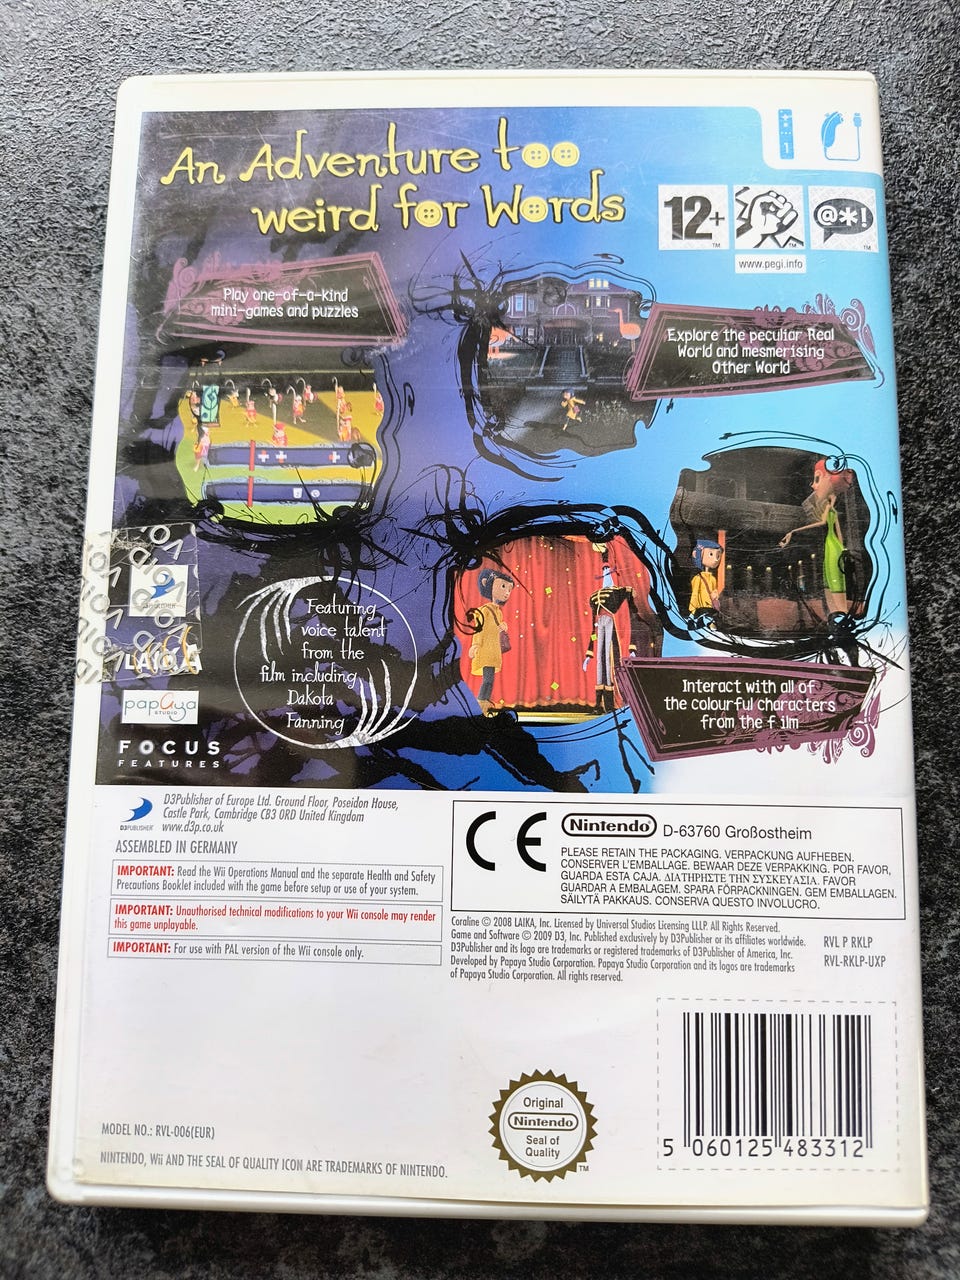 An Adventure too
weird for Words
1
12+
TM
TM
@*!
TM
www.pegi.info
Play one-of-a-kind
mini-games and puzzles
Explore the peculiar Real
World and mesmerising
Other World
Featuring
voice talent
from the
film including
Dakota
Fanning
Interact with all of
the colourful characters
from the film
LAIKA
papaya
STUDIO
FOCUS
FEATURES
D3PUBLISHER
D3Publisher of Europe Ltd. Ground Floor, Poseidon House,
Castle Park, Cambridge CB3 0RD United Kingdom
www.d3p.co.uk
ASSEMBLED IN GERMANY
IMPORTANT: Read the Wii Operations Manual and the separate Health and Safety
Precautions Booklet included with the game before setup or use of your system.
IMPORTANT: Unauthorised technical modifications to your Wii console may render
this game unplayable.
IMPORTANT: For use with PAL version of the Wii console only.
CE
Nintendo D-63760 Großostheim
PLEASE RETAIN THE PACKAGING. VERPACKUNG AUFHEBEN.
CONSERVER L'EMBALLAGE. BEWAAR DEZE VERPAKKING. POR FAVOR,
GUARDA ESTA CAJA. ΔΙΑΤΗΡΗΣΤΕ ΤΗΝ ΣΥΣΚΕΥΑΣΙΑ. FAVOR
GUARDAR A EMBALAGEM. SPARA FÖRPACKNINGEN. GEM EMBALLAGEN.
SÄILYTÄ PAKKAUS. CONSERVA QUESTO INVOLUCRO.
Coraline © 2008 LAIKA, Inc. Licensed by Universal Studios Licensing LLLP. All Rights Reserved.
Game and Software © 2009 D3, Inc. Published exclusively by D3Publisher or its affiliates worldwide.
D3Publisher and its logo are trademarks or registered trademarks of D3Publisher of America, Inc.
Developed by Papaya Studio Corporation. Papaya Studio Corporation and its logos are trademarks
of Papaya Studio Corporation. All rights reserved.
RVL P RKLP
RVL-RKLP-UXP
Original
Nintendo
Seal of
Quality
TM
5 060125 483312
MODEL NO.: RVL-006(EUR)
NINTENDO, Wii AND THE SEAL OF QUALITY ICON ARE TRADEMARKS OF NINTENDO.